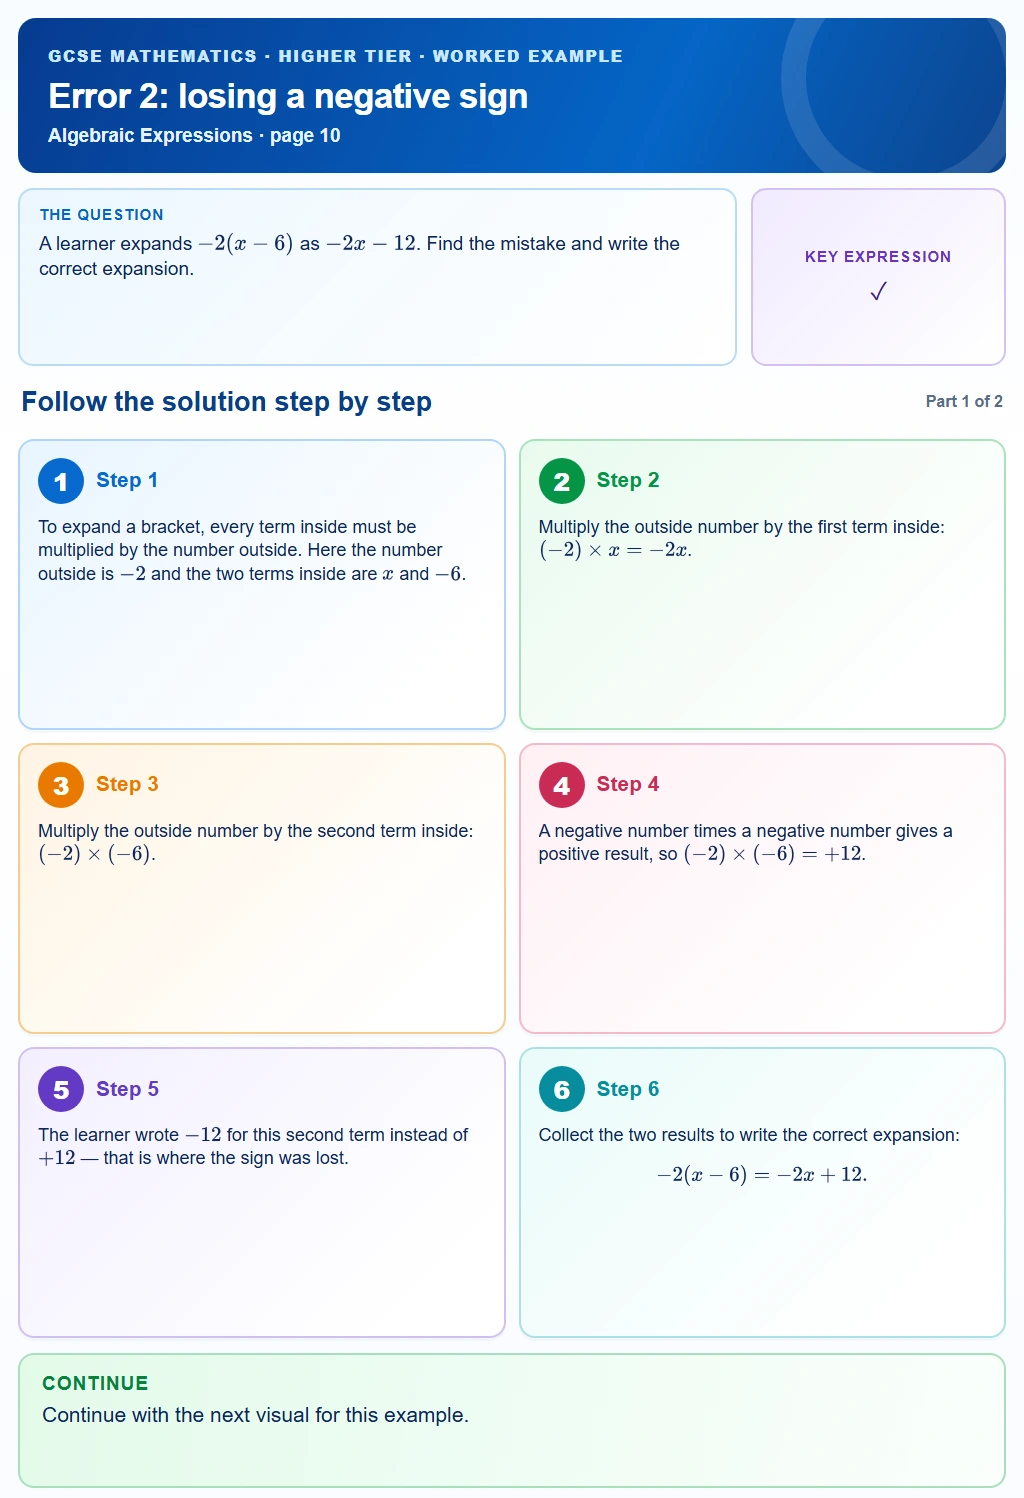 GCSE MATHEMATICS · HIGHER TIER · WORKED EXAMPLE
Error 2: losing a negative sign
Algebraic Expressions · page 10
THE QUESTION
A learner expands −2(x − 6) as −2x − 12. Find the mistake and write the
correct expansion.
KEY EXPRESSION
✓
Follow the solution step by step
Part 1 of 2
1 Step 1
To expand a bracket, every term inside must be
multiplied by the number outside. Here the number
outside is −2 and the two terms inside are x and −6.
2 Step 2
Multiply the outside number by the first term inside:
(−2) × x = −2x.
3 Step 3
Multiply the outside number by the second term inside:
(−2) × (−6).
4 Step 4
A negative number times a negative number gives a
positive result, so (−2) × (−6) = +12.
5 Step 5
The learner wrote −12 for this second term instead of
+12 — that is where the sign was lost.
6 Step 6
Collect the two results to write the correct expansion:
−2(x − 6) = −2x + 12.
CONTINUE
Continue with the next visual for this example.